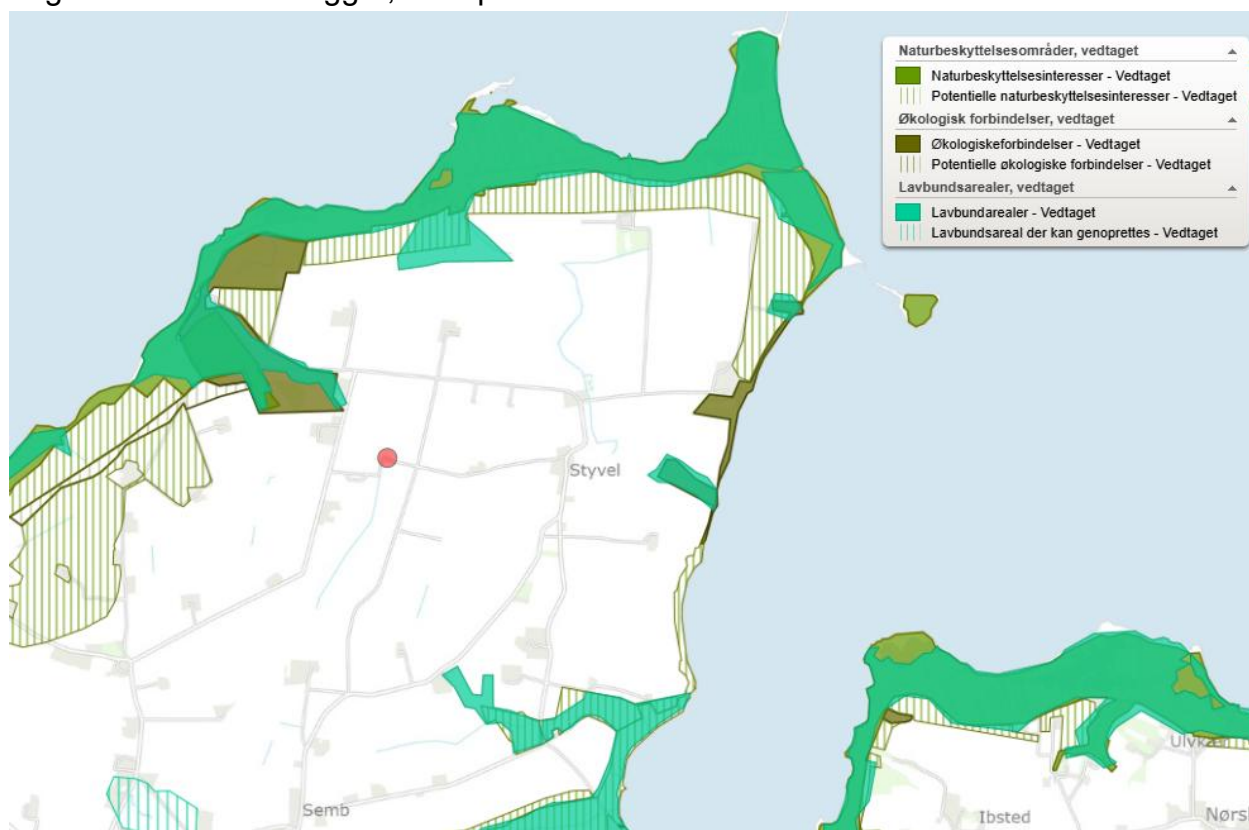 Naturbeskyttelsesområder, vedtaget
Naturbeskyttelsesinteresser - Vedtaget
Potentielle naturbeskyttelsesinteresser - Vedtaget
Økologisk forbindelser, vedtaget
Økologiskeforbindelser - Vedtaget
Potentielle økologiske forbindelser - Vedtaget
Lavbundsarealer, vedtaget
Lavbundarealer - Vedtaget
Lavbundsareal der kan genoprettes - Vedtaget
Styvel
Semb
Ibsted
Nørs